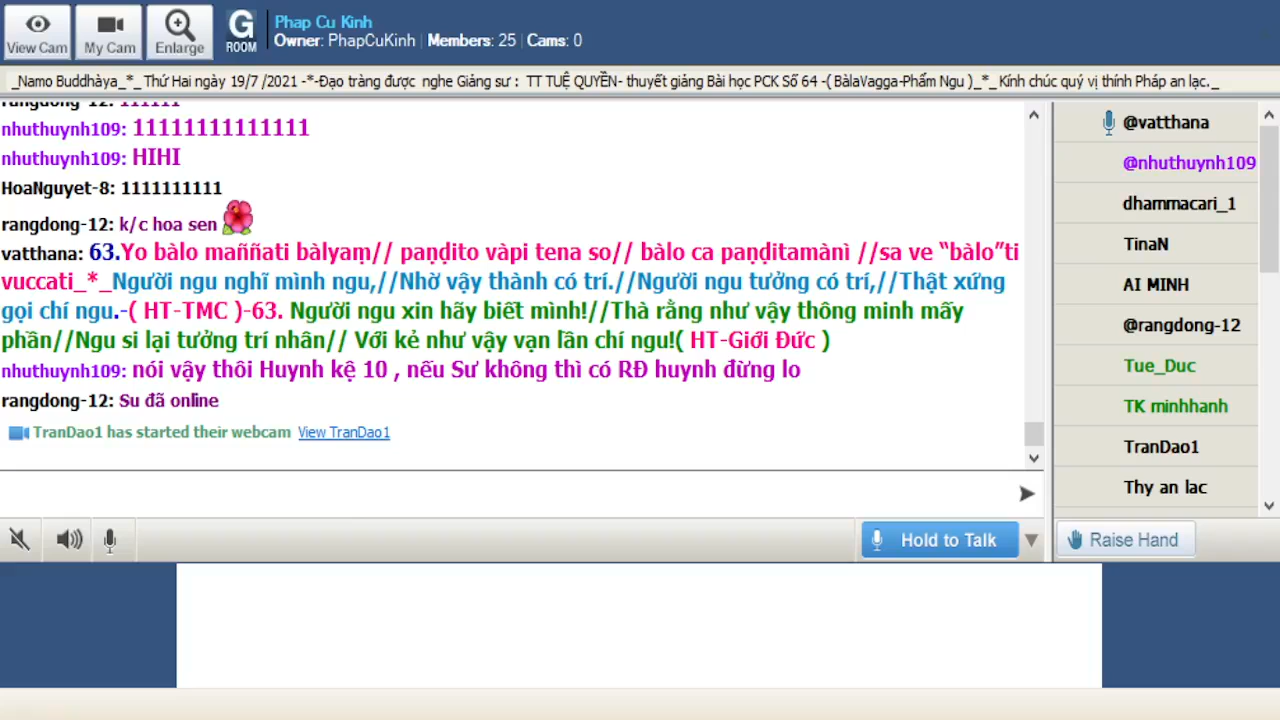 View Cam
My Cam
Enlarge
G
ROOM
Phap Cu Kinh
Owner: PhapCuKinh | Members: 25 | Cams: 0
_Namo Buddhàya_*_ Thứ Hai ngày 19/7 /2021 -*-Đạo tràng được nghe Giảng sư : TT TUỆ QUYỀN- thuyết giảng Bài học PCK Số 64 -( BàlaVagga-Phẩm Ngu )_*_ Kính chúc quý vị thính Pháp an lạc._
rangdong-12: 111111
nhuthuynh109: 11111111111111
nhuthuynh109: HIHI
HoaNguyet-8: 1111111111
rangdong-12: k/c hoa sen
vatthana: 63.Yo bàlo maññati bàlyaṃ// paṇḍito vàpi tena so// bàlo ca paṇḍitamànì //sa ve “bàlo”ti
vuccati_*_Người ngu nghĩ mình ngu,//Nhờ vậy thành có trí.//Người ngu tưởng có trí,//Thật xứng
gọi chí ngu.-( HT-TMC )-63. Người ngu xin hãy biết mình!//Thà rằng như vậy thông minh mấy
phần//Ngu si lại tưởng trí nhân// Với kẻ như vậy vạn lần chí ngu!( HT-Giới Đức )
nhuthuynh109: nói vậy thôi Huynh kệ 10 , nếu Sư không thì có RĐ huynh đừng lo
rangdong-12: Su đã online
TranDao1 has started their webcam View TranDao1
@vatthana
@nhuthuynh109
dhammacari_1
TinaN
AI MINH
@rangdong-12
Tue_Duc
TK minhhanh
TranDao1
Thy an lac
Hold to Talk
Raise Hand